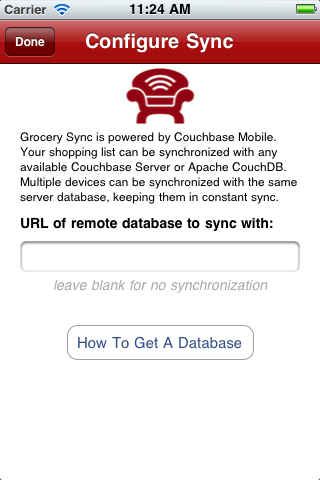 Carrier 11:24 AM
Done Configure Sync
Grocery Sync is powered by Couchbase Mobile.
Your shopping list can be synchronized with any
available Couchbase Server or Apache CouchDB.
Multiple devices can be synchronized with the same
server database, keeping them in constant sync.
URL of remote database to sync with:
leave blank for no synchronization
How To Get A Database